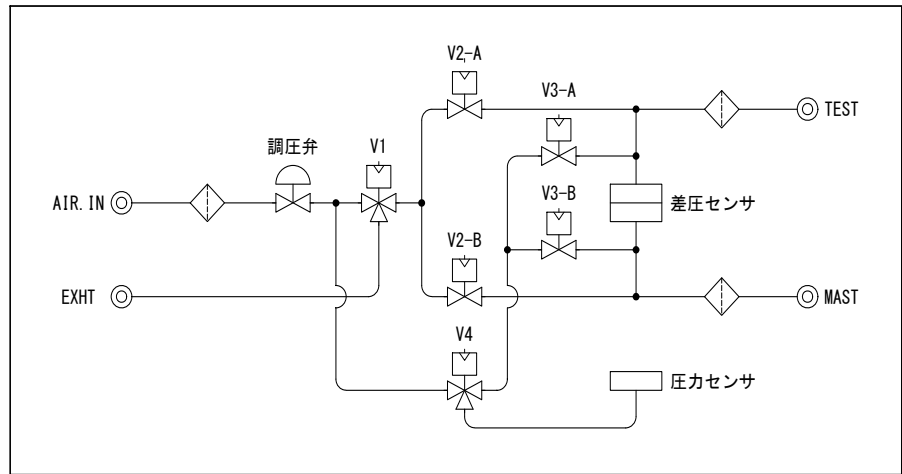 V2-A
V3-A
TEST
調圧弁
V1
AIR.IN
V3-B
差圧センサ
V2-B
EXHT
MAST
V4
圧力センサ